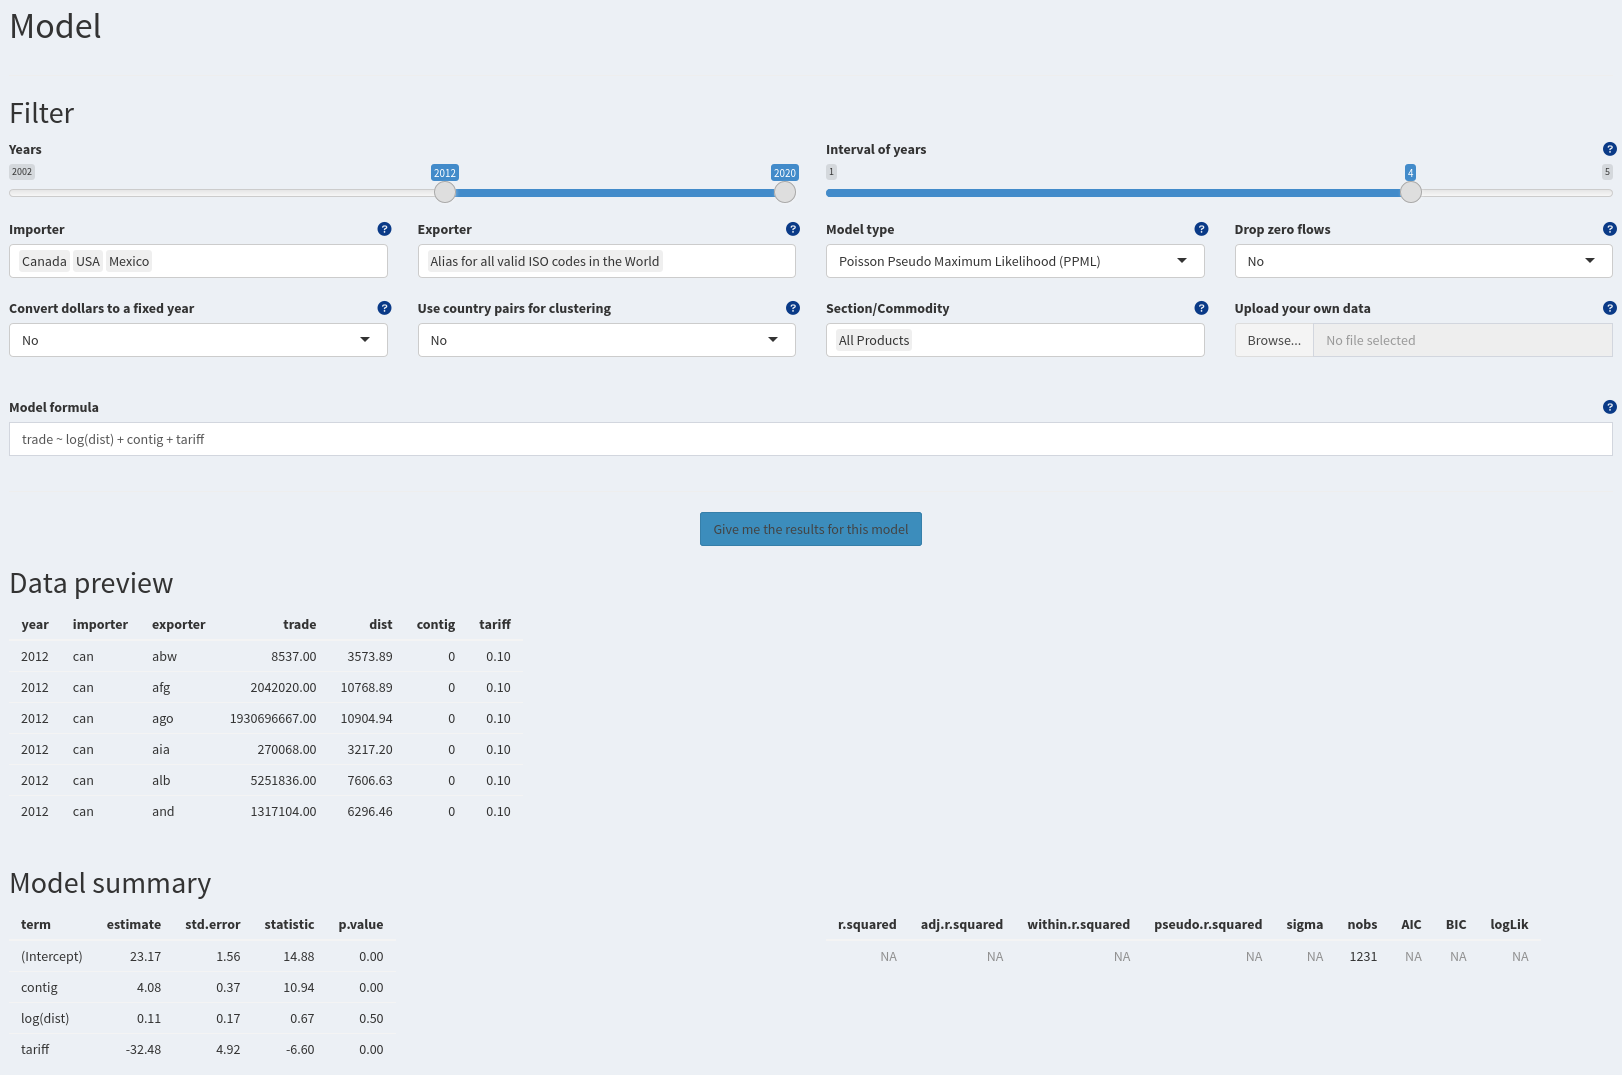 Model
Filter
Years
2002 2012 2020
Interval of years ?
1 4 5
Importer ? Exporter ? Model type ? Drop zero flows ?
Canada USA Mexico Alias for all valid ISO codes in the World Poisson Pseudo Maximum Likelihood (PPML) No
Convert dollars to a fixed year ? Use country pairs for clustering ? Section/Commodity ? Upload your own data ?
No No All Products Browse... No file selected
Model formula ?
trade ~ log(dist) + contig + tariff
Give me the results for this model
Data preview
year importer exporter trade dist contig tariff
2012 can abw 8537.00 3573.89 0 0.10
2012 can afg 2042020.00 10768.89 0 0.10
2012 can ago 1930696667.00 10904.94 0 0.10
2012 can aia 270068.00 3217.20 0 0.10
2012 can alb 5251836.00 7606.63 0 0.10
2012 can and 1317104.00 6296.46 0 0.10
Model summary
term estimate std.error statistic p.value
(Intercept) 23.17 1.56 14.88 0.00
contig 4.08 0.37 10.94 0.00
log(dist) 0.11 0.17 0.67 0.50
tariff -32.48 4.92 -6.60 0.00
r.squared adj.r.squared within.r.squared pseudo.r.squared sigma nobs AIC BIC logLik
NA NA NA NA NA 1231 NA NA NA